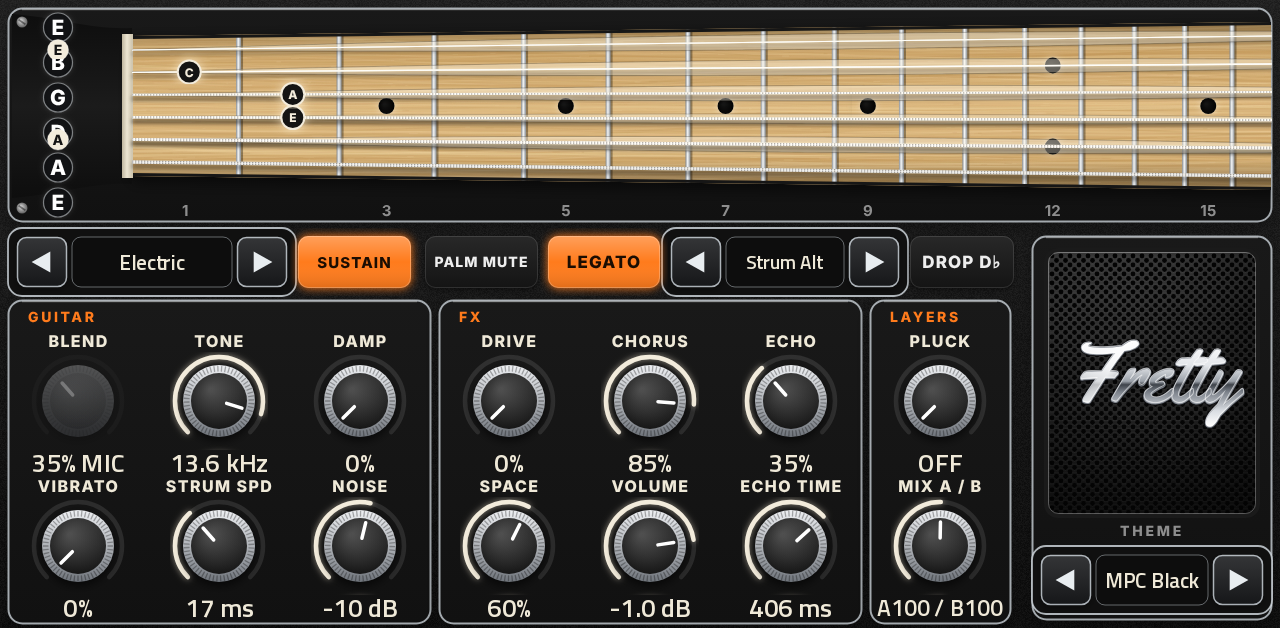 E
E
B
C
G
A
E
A
A
E
1 3 5 7 9 12 15
Electric SUSTAIN PALM MUTE LEGATO Strum Alt DROP D♭
GUITAR FX LAYERS
BLEND TONE DAMP DRIVE CHORUS ECHO PLUCK
35% MIC 13.6 kHz 0% 0% 85% 35% OFF
VIBRATO STRUM SPD NOISE SPACE VOLUME ECHO TIME MIX A / B
0% 17 ms -10 dB 60% -1.0 dB 406 ms A100 / B100
Fretty
THEME
MPC Black